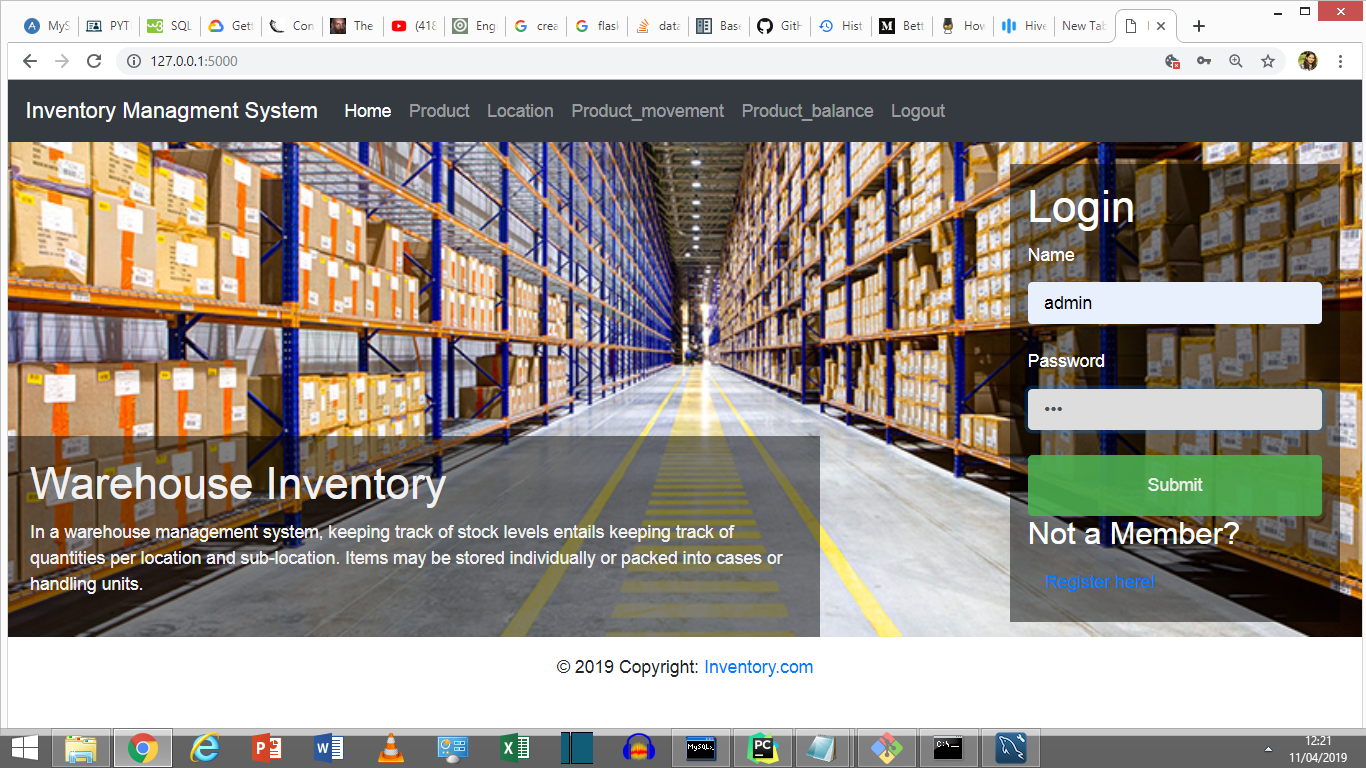 MyS PYT SQL Gett Con The (418 Eng crea flask data Base GitH Hist Bett How Hive New Tab
127.0.0.1:5000
Inventory Managment System Home Product Location Product_movement Product_balance Logout
Login
Name
admin
Password
Submit
Not a Member?
Register here!
Warehouse Inventory
In a warehouse management system, keeping track of stock levels entails keeping track of
quantities per location and sub-location. Items may be stored individually or packed into cases or
handling units.
© 2019 Copyright: Inventory.com
12:21
11/04/2019